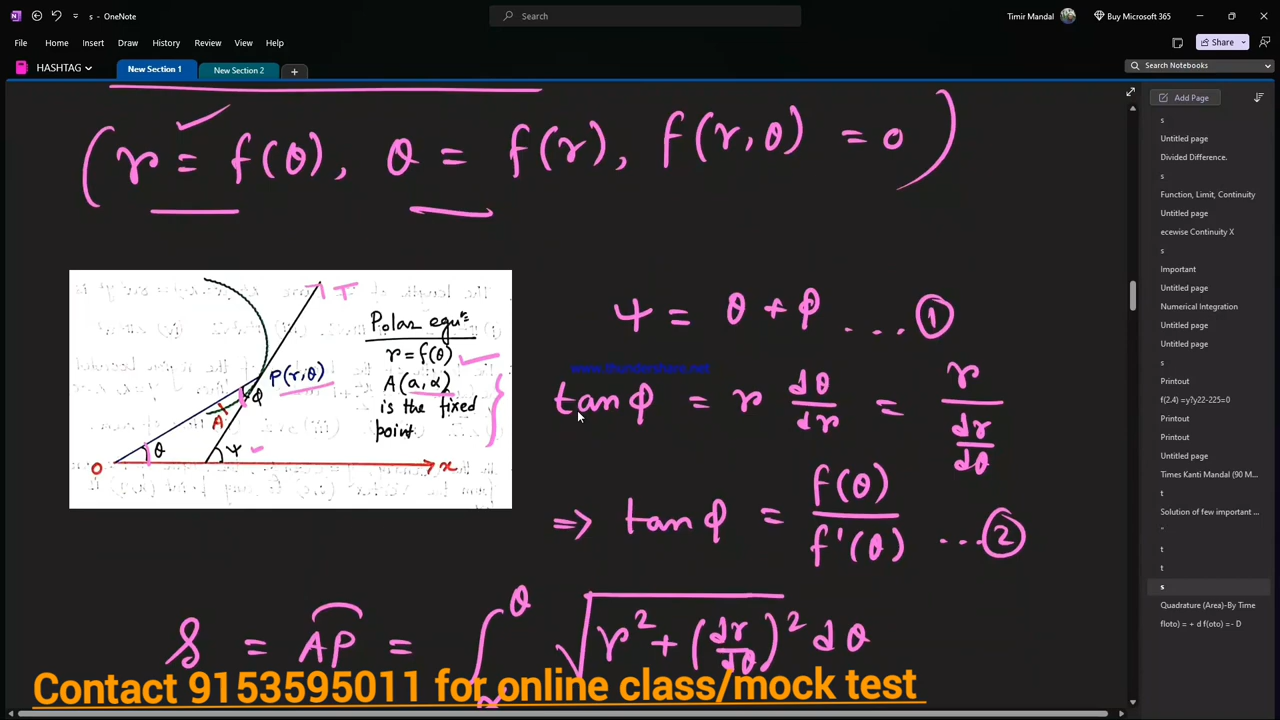 s - OneNote
Search
Timir Mandal
Buy Microsoft 365
File Home Insert Draw History Review View Help
Share
HASHTAG
New Section 1
New Section 2
Search Notebooks
Add Page
(r = f(θ), θ = f(r), f(r, θ) = 0)
T
Polar equⁿ:
r = f(θ)
A(a, α)
is the fixed
point
P(r, θ)
φ
A
θ
ψ
O
x
ψ = θ + φ ... ①
www.thundershare.net
tan φ = r dθ/dr = r/(dr/dθ)
⇒ tan φ = f(θ)/f'(θ) ... ②
S = AP = ∫ θ √(r² + (dr/dθ)²) dθ
Contact 9153595011 for online class/mock test
s
Untitled page
Divided Difference.
s
Function, Limit, Continuity
Untitled page
ecewise Continuity X
s
Important
Untitled page
Numerical Integration
Untitled page
Untitled page
s
Printout
f(2.4) =y?y22-225=0
Printout
Printout
Untitled page
Times Kanti Mandal (90 M...
t
Solution of few important ...
"
t
t
s
Quadrature (Area)-By Time
floto) = + d f(oto) =- D